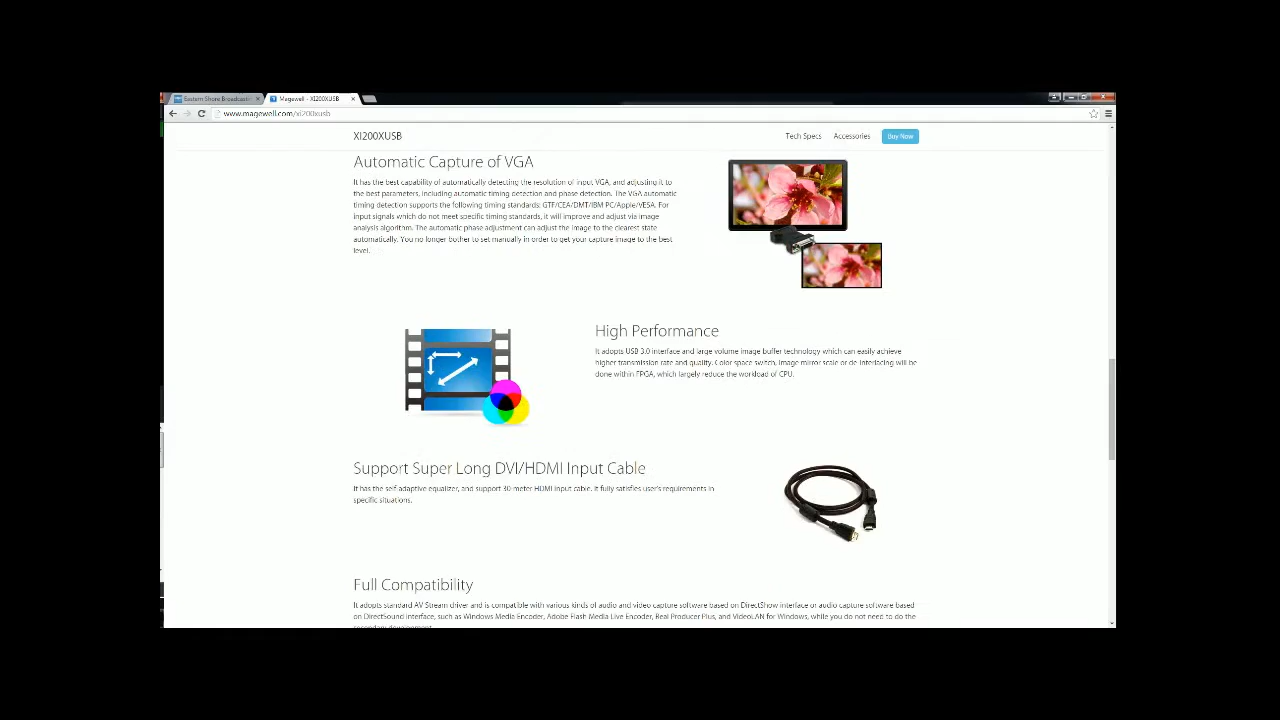 Eastern Shore Broadcastin
Magewell - XI200XUSB
www.magewell.com/xi200xusb
XI200XUSB
Tech Specs
Accessories
Buy Now
Automatic Capture of VGA
It has the best capability of automatically detecting the resolution of input VGA, and adjusting it to
the best parameters, including automatic timing detection and phase detection. The VGA automatic
timing detection supports the following timing standards: GTF/CEA/DMT/IBM PC/Apple/VESA. For
input signals which do not meet specific timing standards, it will improve and adjust via image
analysis algorithm. The automatic phase adjustment can adjust the image to the clearest state
automatically. You no longer bother to set manually in order to get your capture image to the best
level.
High Performance
It adopts USB 3.0 interface and large volume image buffer technology which can easily achieve
higher transmission rate and quality. Color space switch, image mirror scale or de-interlacing will be
done within FPGA, which largely reduce the workload of CPU.
Support Super Long DVI/HDMI Input Cable
It has the self adaptive equalizer, and support 30-meter HDMI input cable. It fully satisfies user's requirements in
specific situations.
Full Compatibility
It adopts standard AV Stream driver and is compatible with various kinds of audio and video capture software based on DirectShow interface or audio capture software based
on DirectSound interface, such as Windows Media Encoder, Adobe Flash Media Live Encoder, Real Producer Plus, and VideoLAN for Windows, while you do not need to do the
secondary development.